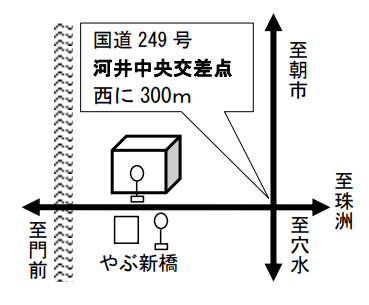 国道 249 号
河井中央交差点
西に 300ｍ
至朝市
至珠洲
至穴水
至門前
やぶ新橋